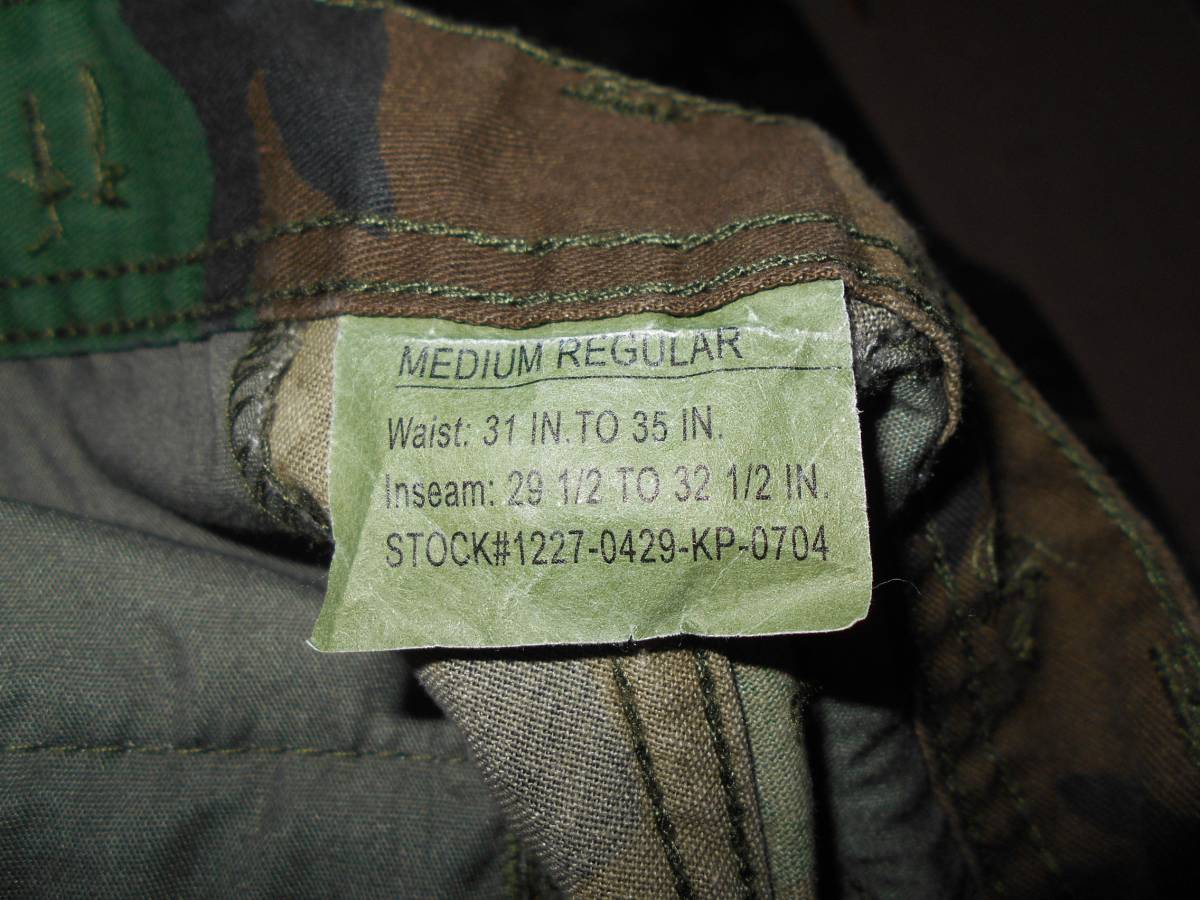 MEDIUM REGULAR
Waist: 31 IN. TO 35 IN.
Inseam: 29 1/2 TO 32 1/2 IN.
STOCK#1227-0429-KP-0704